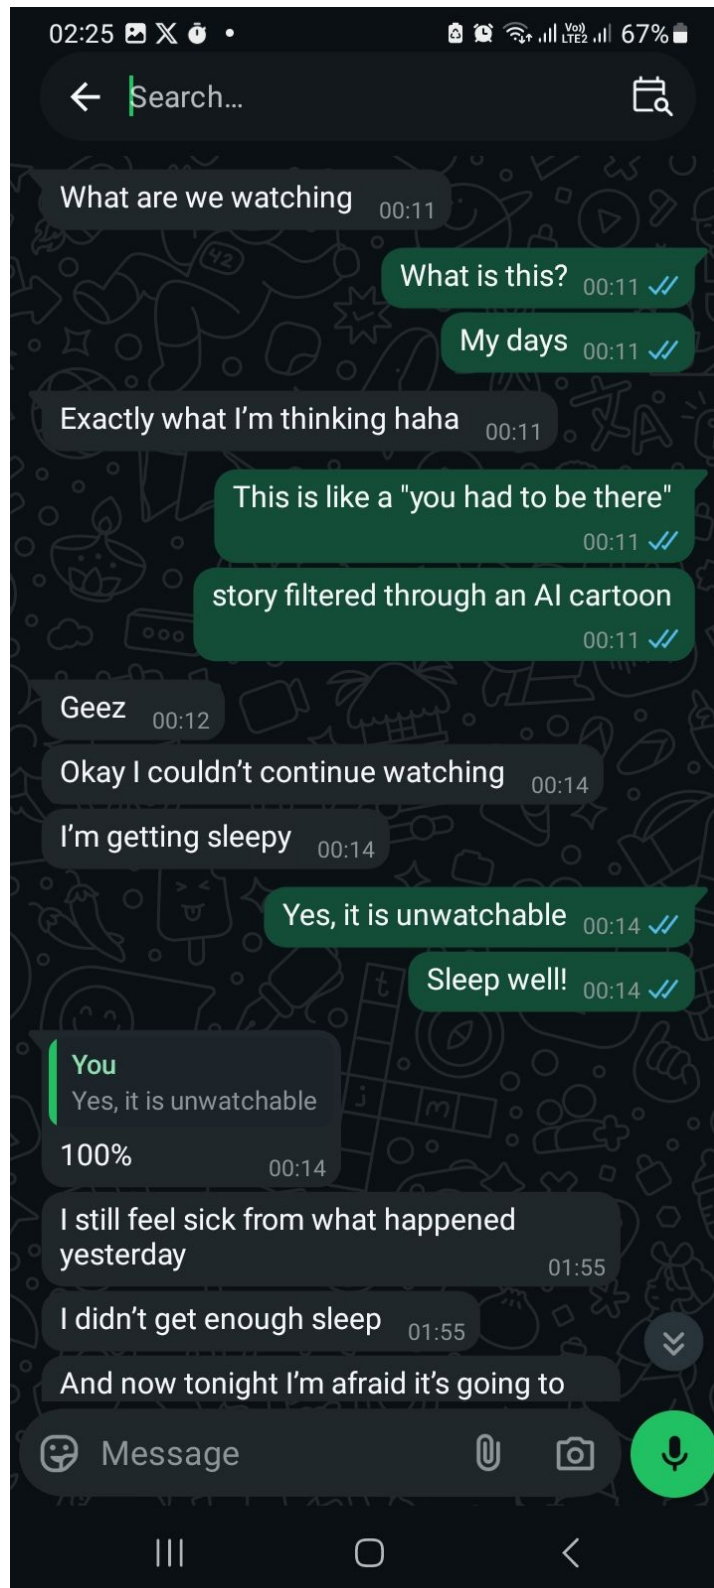 02:25
Vo))
LTE2
67%
Search…
What are we watching 00:11
What is this? 00:11
My days 00:11
Exactly what I’m thinking haha 00:11
This is like a "you had to be there"
00:11
story filtered through an AI cartoon
00:11
Geez 00:12
Okay I couldn’t continue watching 00:14
I’m getting sleepy 00:14
Yes, it is unwatchable 00:14
Sleep well! 00:14
You
Yes, it is unwatchable
100% 00:14
I still feel sick from what happened
yesterday 01:55
I didn’t get enough sleep 01:55
And now tonight I’m afraid it’s going to
Message